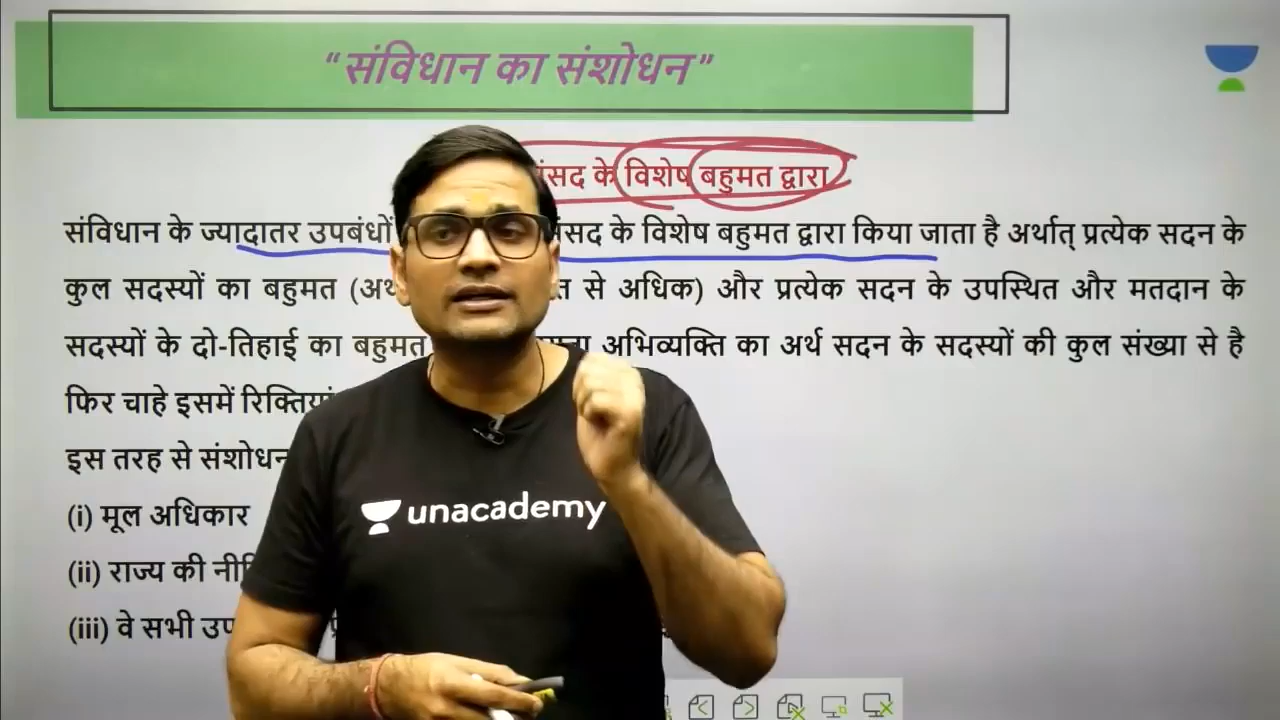 “संविधान का संशोधन”
संसद के विशेष बहुमत द्वारा
संविधान के ज्यादातर उपबंधों संसद के विशेष बहुमत द्वारा किया जाता है अर्थात् प्रत्येक सदन के
कुल सदस्यों का बहुमत से अधिक) और प्रत्येक सदन के उपस्थित और मतदान के
सदस्यों के दो-तिहाई का बहुमत अभिव्यक्ति का अर्थ सदन के सदस्यों की कुल संख्या से है
फिर चाहे इसमें रिक्तियां
इस तरह से संशोधन
(i) मूल अधिकार
unacademy
(ii) राज्य की
(iii) वे सभी